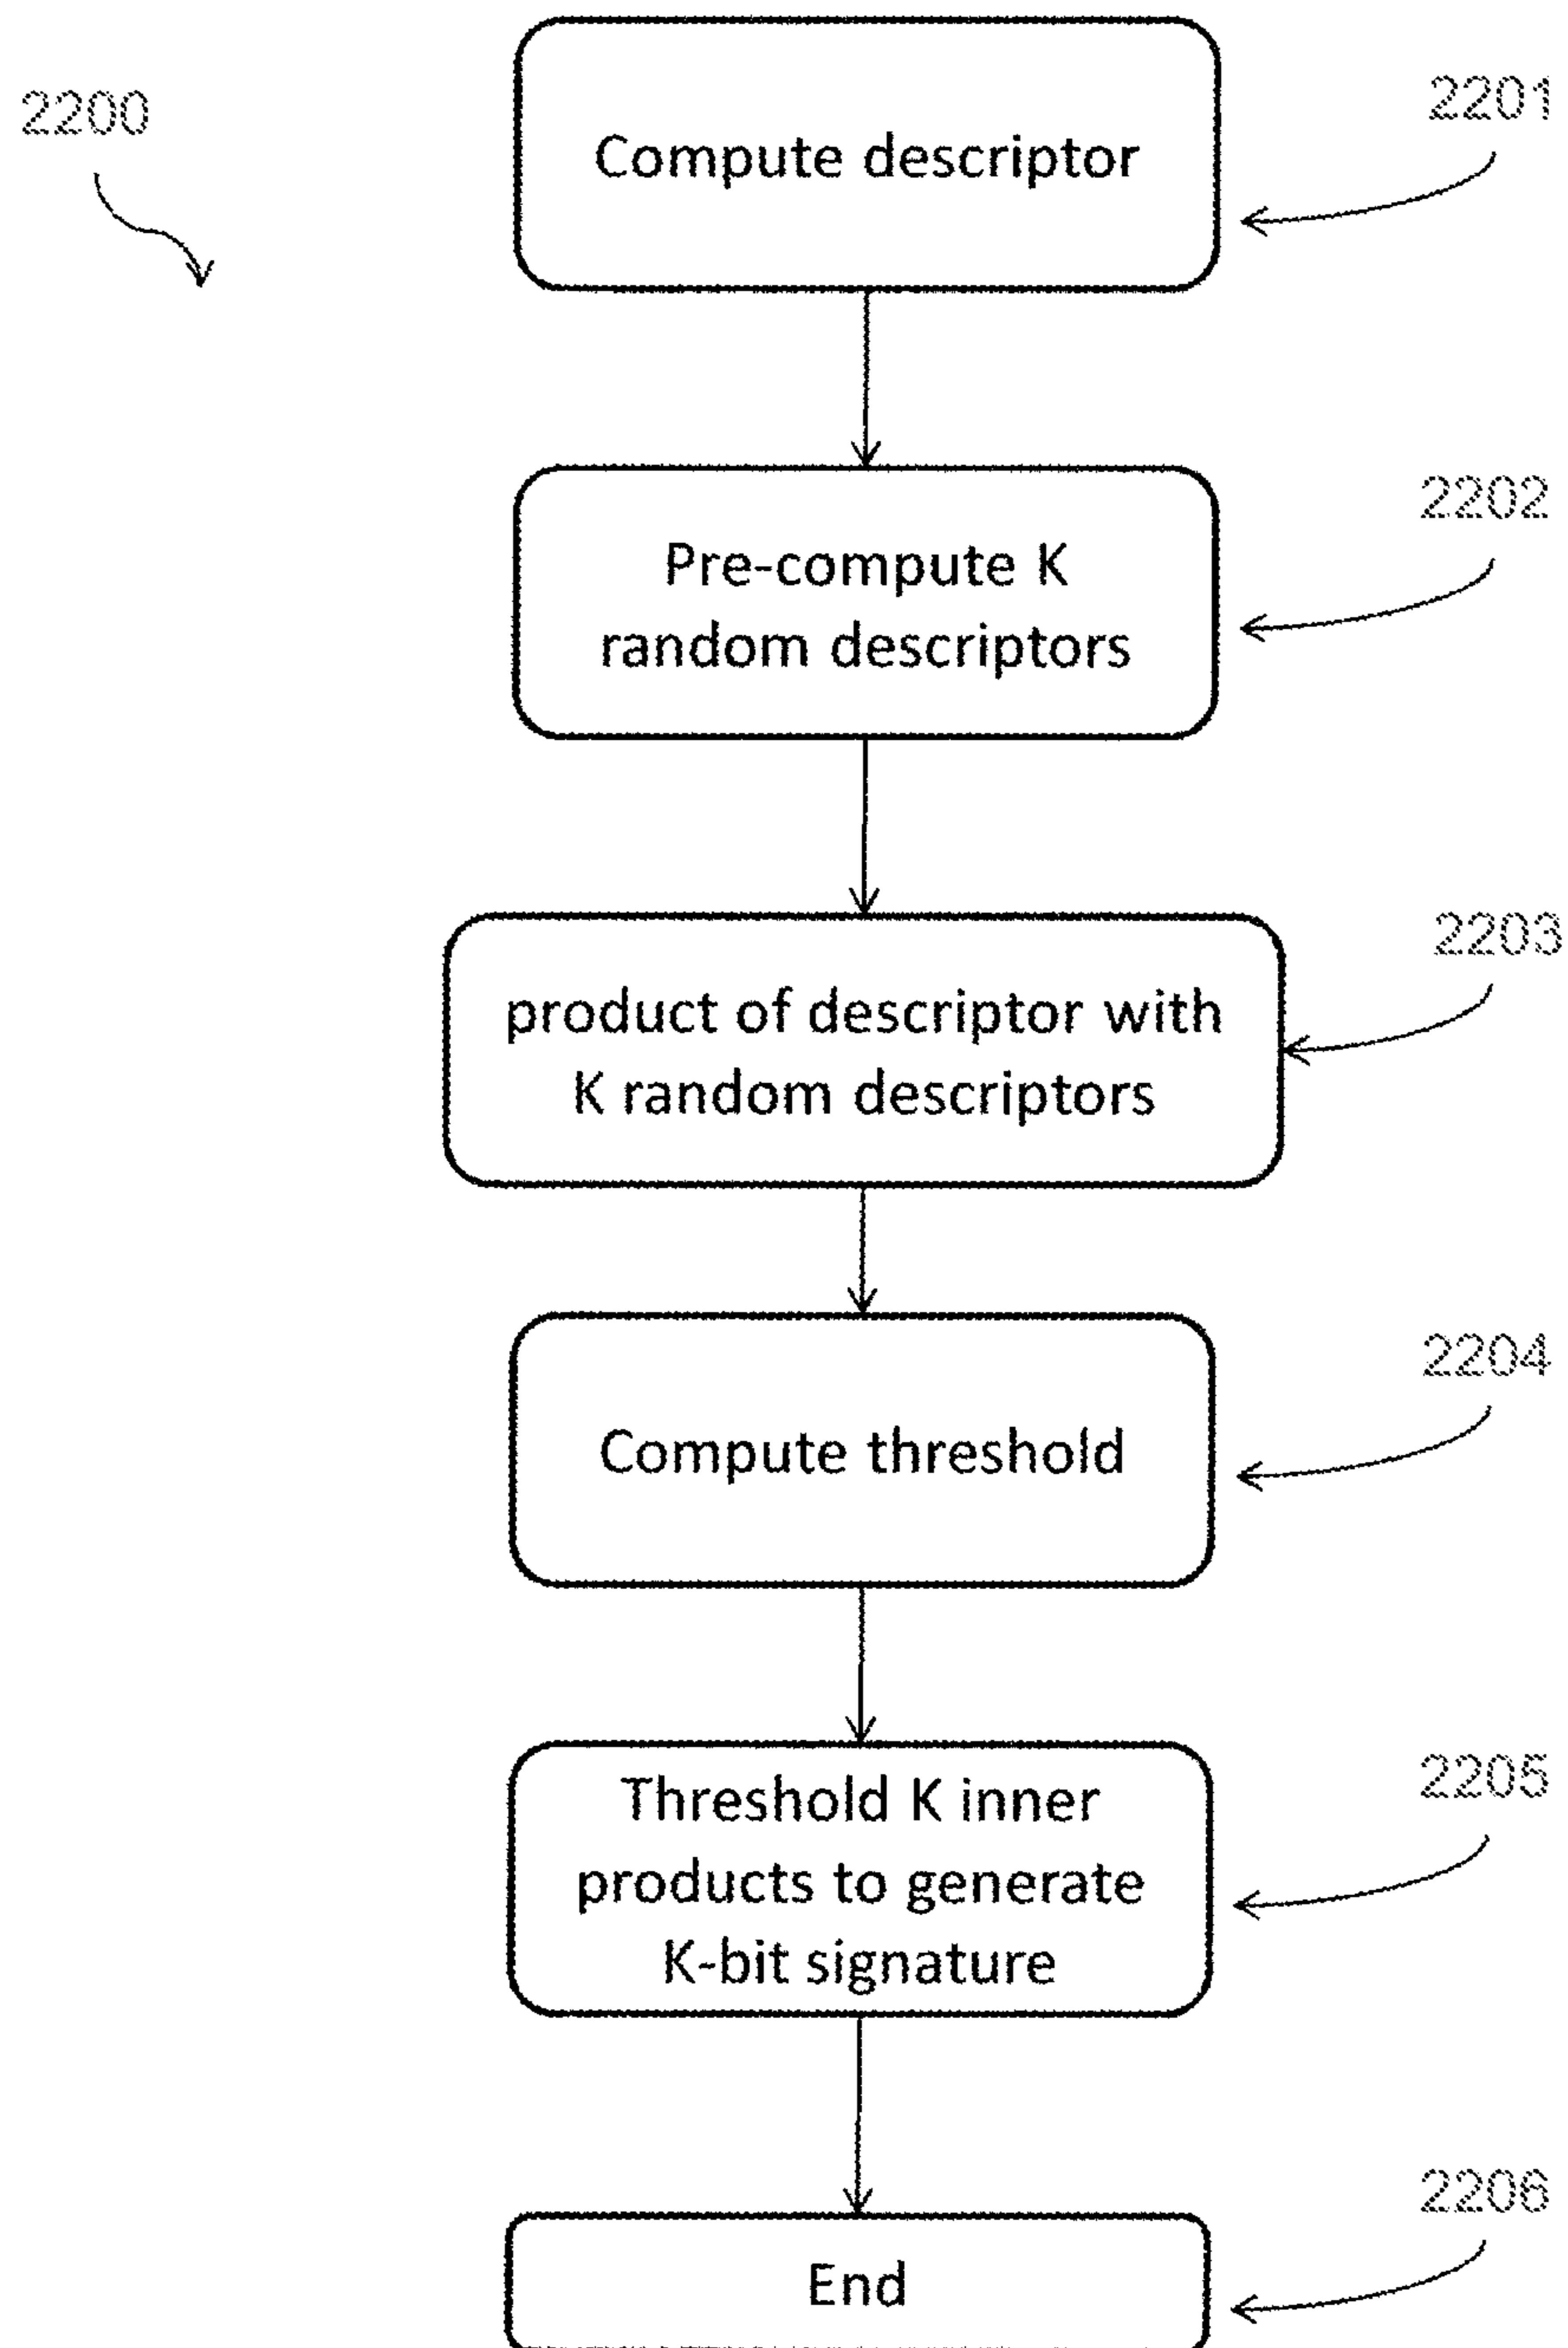 2200
2201
Compute descriptor
2202
Pre-compute K
random descriptors
2203
product of descriptor with
K random descriptors
2204
Compute threshold
2205
Threshold K inner
products to generate
K-bit signature
2206
End